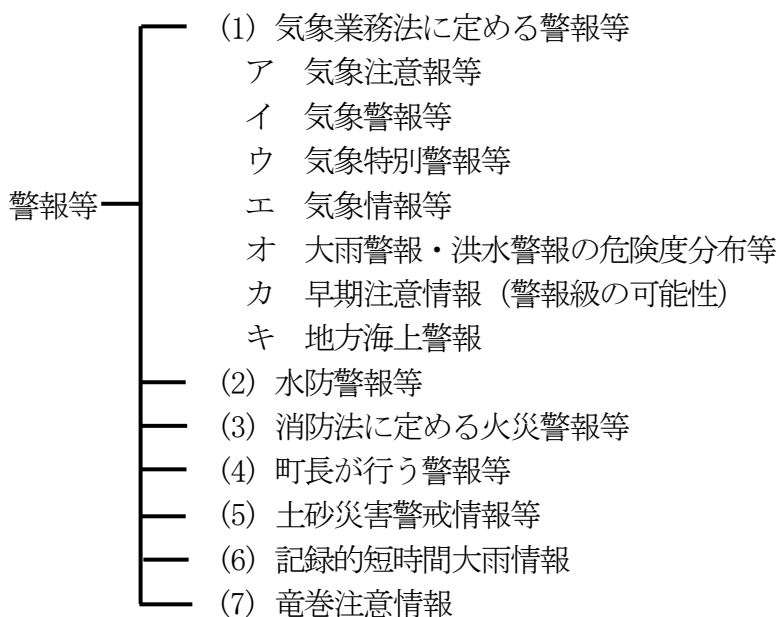 (1) 気象業務法に定める警報等
ア　気象注意報等
イ　気象警報等
ウ　気象特別警報等
警報等
エ　気象情報等
オ　大雨警報・洪水警報の危険度分布等
カ　早期注意情報（警報級の可能性）
キ　地方海上警報
(2) 水防警報等
(3) 消防法に定める火災警報等
(4) 町長が行う警報等
(5) 土砂災害警戒情報等
(6) 記録的短時間大雨情報
(7) 竜巻注意情報